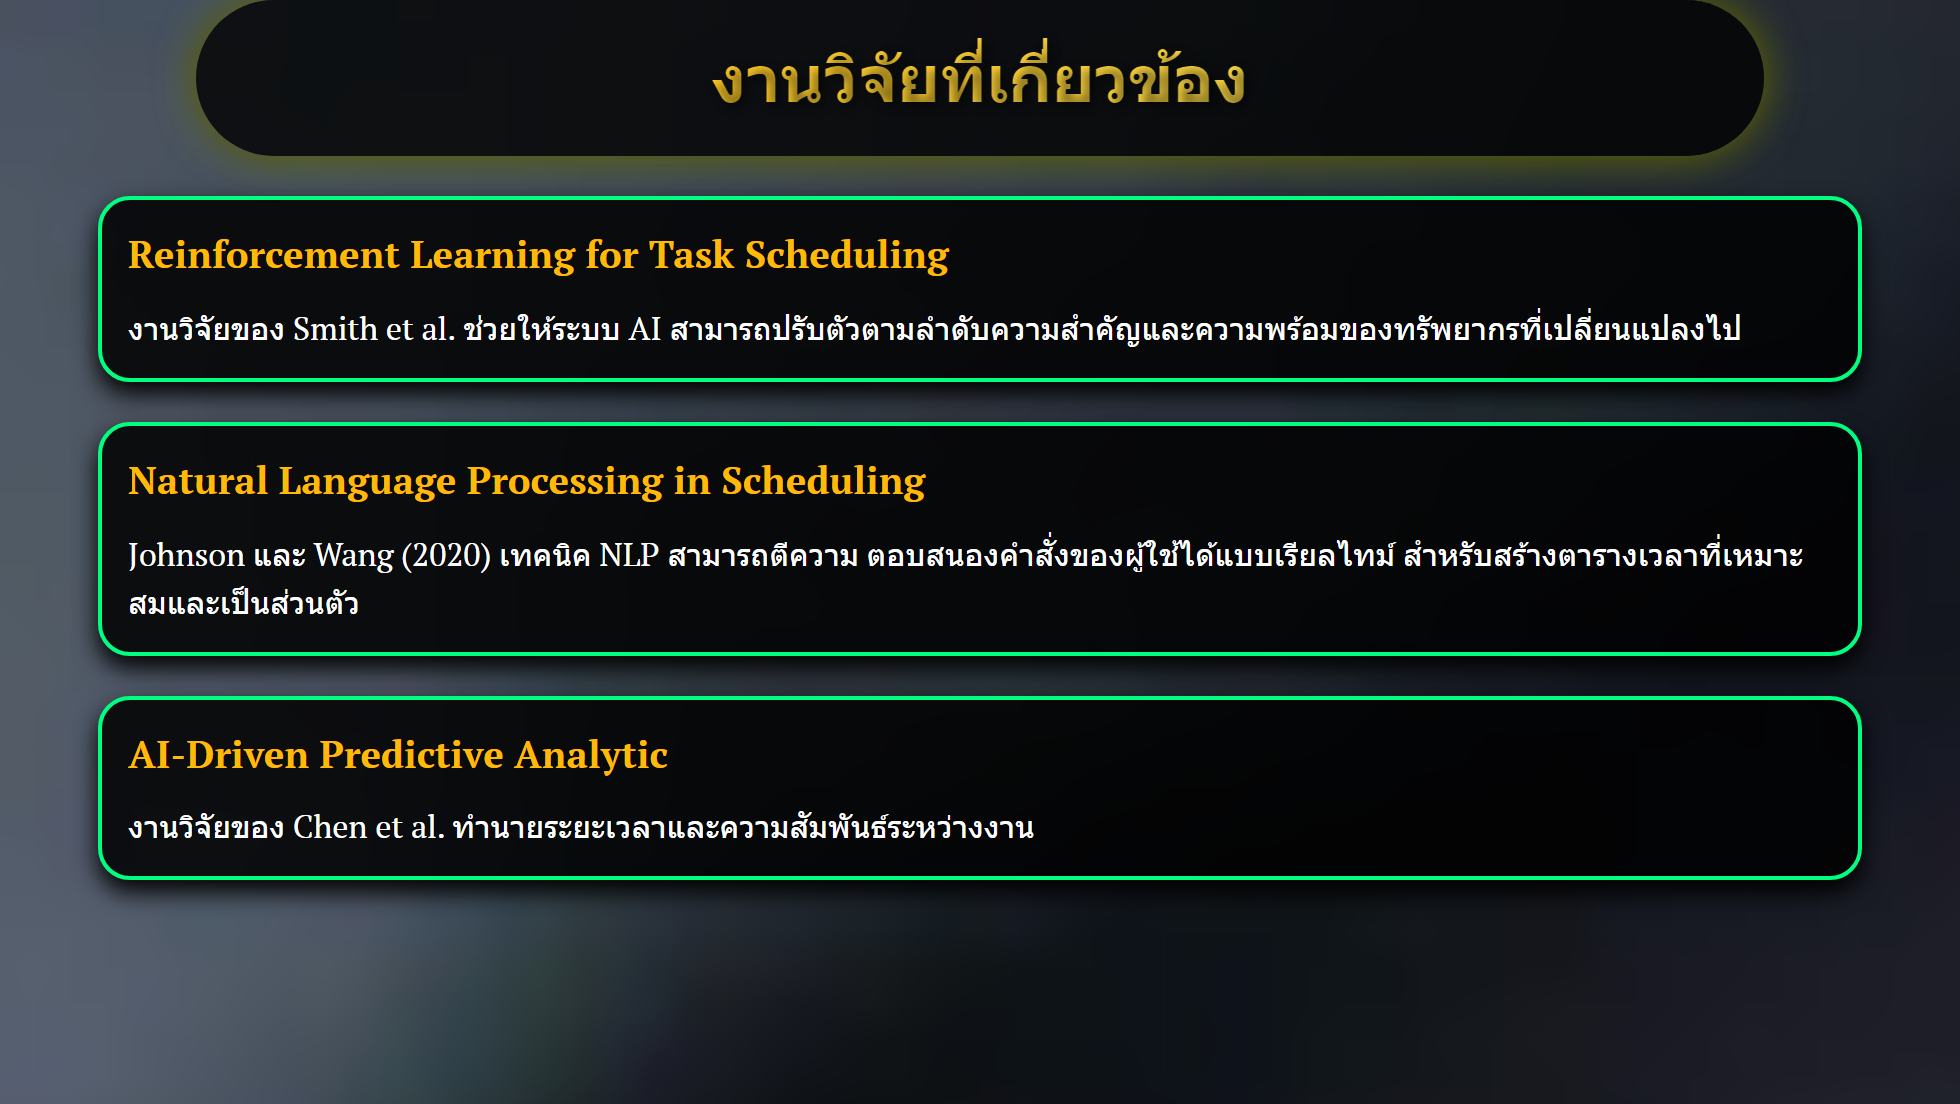 งานวิจัยที่เกี่ยวข้อง
Reinforcement Learning for Task Scheduling
งานวิจัยของ Smith et al. ช่วยให้ระบบ AI สามารถปรับตัวตามลำดับความสำคัญและความพร้อมของทรัพยากรที่เปลี่ยนแปลงไป
Natural Language Processing in Scheduling
Johnson และ Wang (2020) เทคนิค NLP สามารถตีความ ตอบสนองคำสั่งของผู้ใช้ได้แบบเรียลไทม์ สำหรับสร้างตารางเวลาที่เหมาะ
สมและเป็นส่วนตัว
AI-Driven Predictive Analytic
งานวิจัยของ Chen et al. ทำนายระยะเวลาและความสัมพันธ์ระหว่างงาน